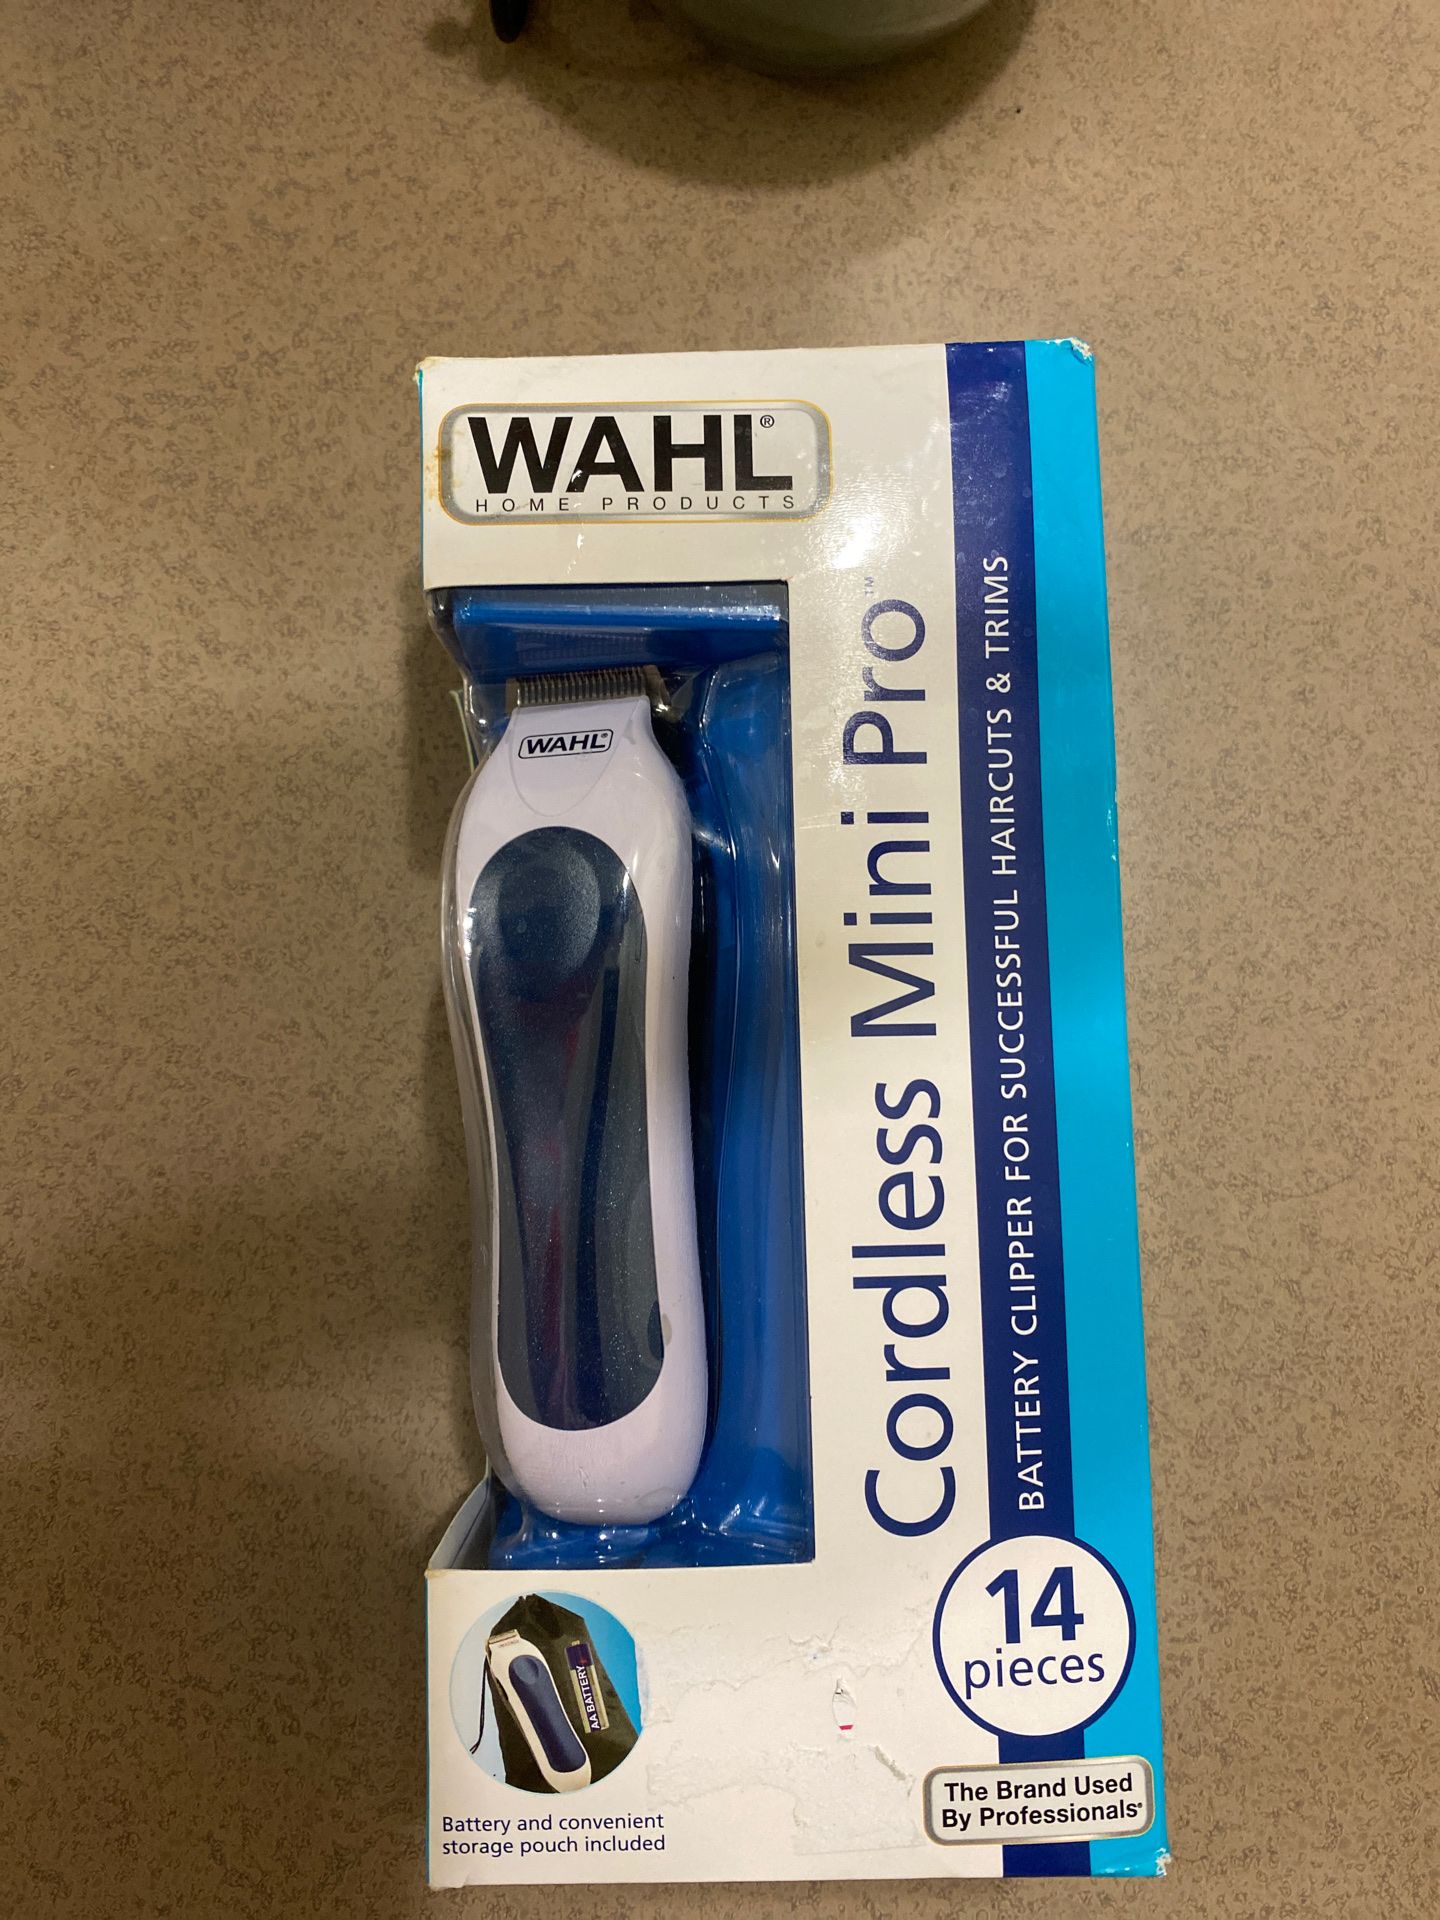 WAHL®
HOME PRODUCTS
WAHL®
Cordless Mini Pro™
BATTERY CLIPPER FOR SUCCESSFUL HAIRCUTS & TRIMS
14
pieces
AA BATTERY
Battery and convenient
storage pouch included
The Brand Used
By Professionals®